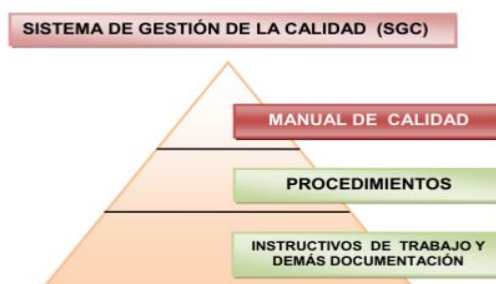 SISTEMA DE GESTIÓN DE LA CALIDAD (SGC)
MANUAL DE CALIDAD
PROCEDIMIENTOS
INSTRUCTIVOS DE TRABAJO Y
DEMÁS DOCUMENTACIÓN